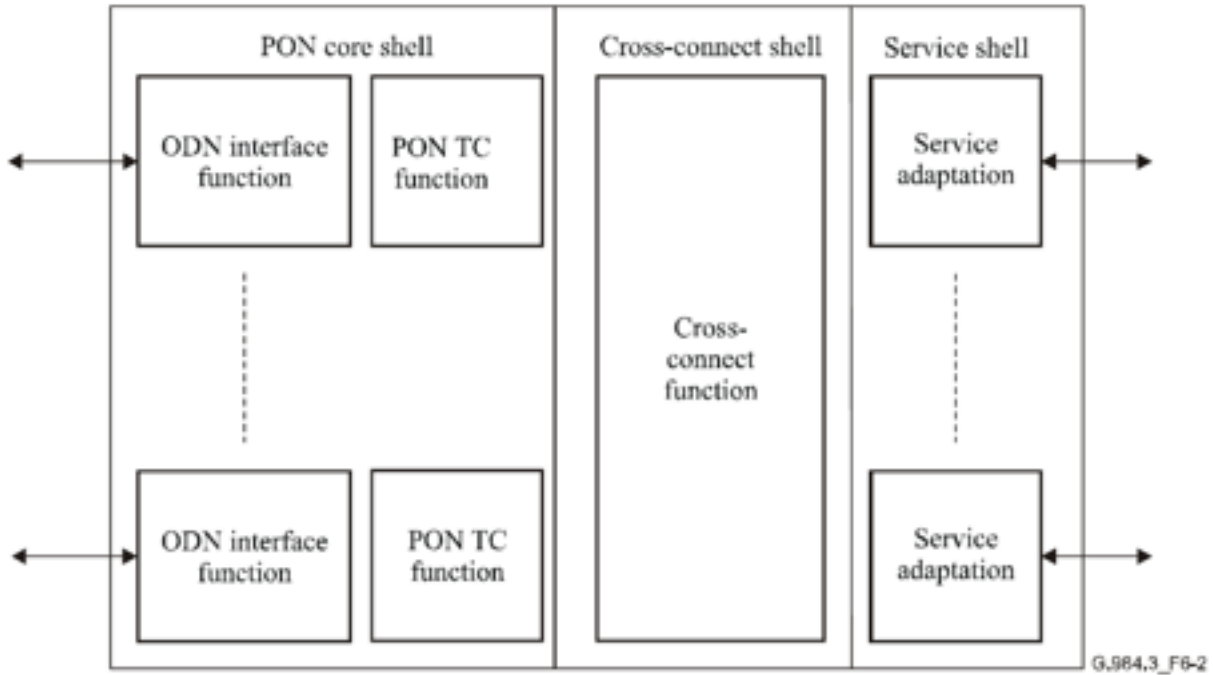 PON core shell
Cross-connect shell
Service shell
ODN interface
function
PON TC
function
Service
adaptation
Cross-
connect
function
ODN interface
function
PON TC
function
Service
adaptation
G.984.3_F6-2